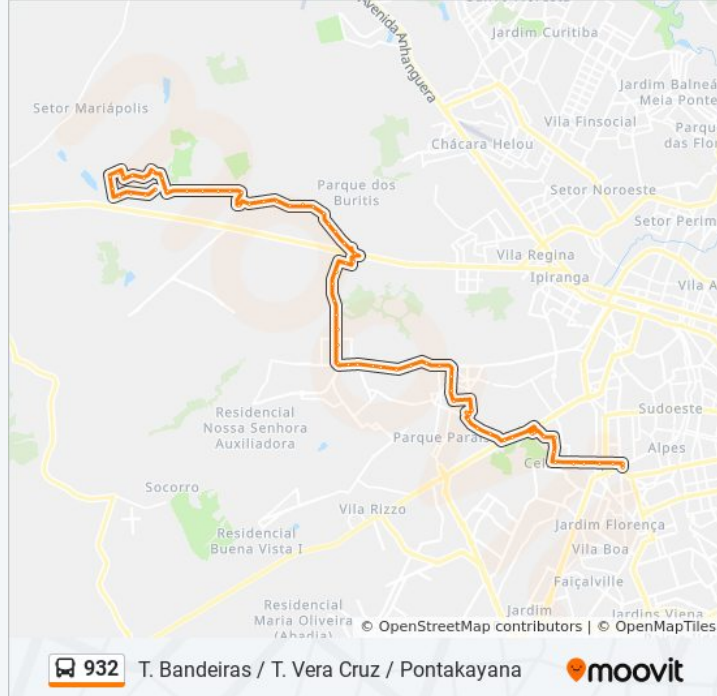 Jardim Curitiba
Avenida Anhanguera
Jardim Balneá
Meia Ponte
Setor Mariápolis
Vila Finsocial
Parqu
das Flor
Chácara Helou
Parque dos
Buritis
Setor Noroeste
Setor Perim
Vila Regina
Ipiranga
Vila A
Residencial
Nossa Senhora
Auxiliadora
Sudoeste
Parque Paraís
Alpes
Cel
Socorro
Vila Rizzo
Jardim Florença
Residencial
Buena Vista I
Vila Boa
Faiçalville
Residencial
Maria Oliveira
(Abadia)
Jardim
Jardins Viena
© OpenStreetMap contributors | © OpenMapTiles
932 T. Bandeiras / T. Vera Cruz / Pontakayana
moovit